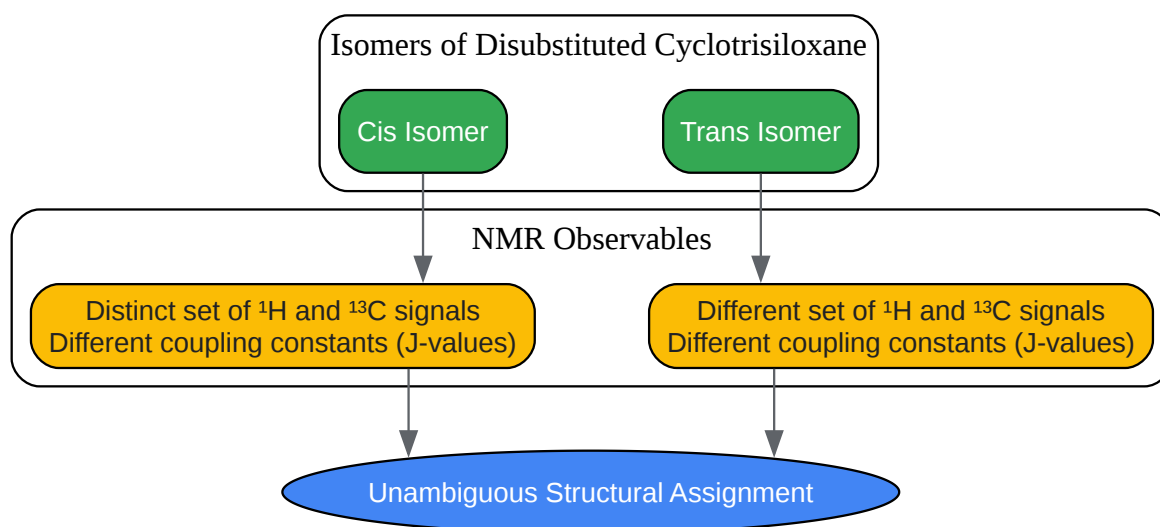 Isomers of Disubstituted Cyclotrisiloxane
Cis Isomer
Trans Isomer
NMR Observables
Distinct set of ¹H and ¹³C signals
Different coupling constants (J-values)
Different set of ¹H and ¹³C signals
Different coupling constants (J-values)
Unambiguous Structural Assignment